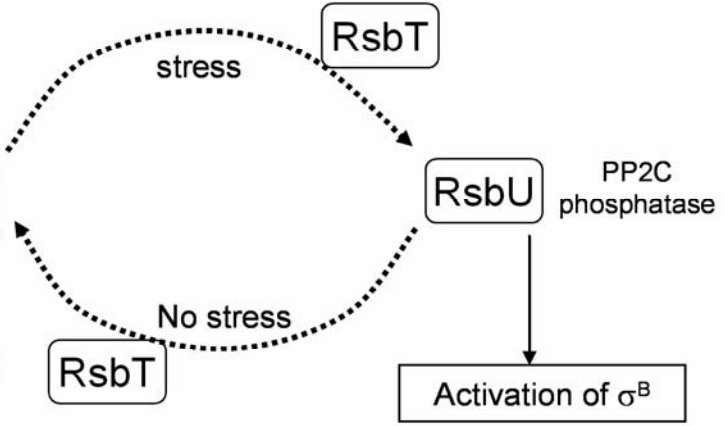 RsbT
stress
RsbU
PP2C
phosphatase
No stress
RsbT
Activation of σᴮ